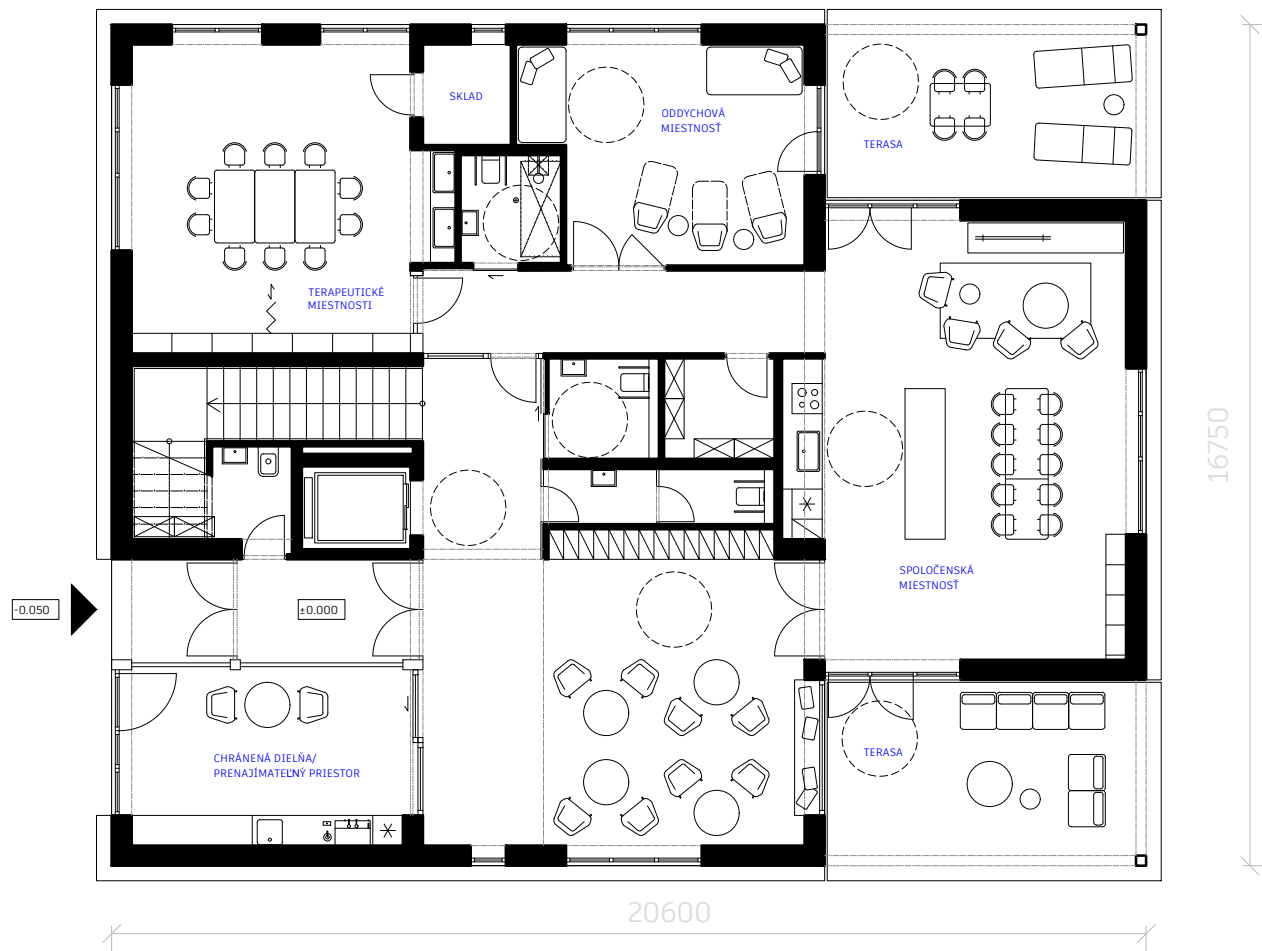 SKLAD
ODDYCHOVÁ
MIESTNOSŤ
TERASA
TERAPEUTICKÉ
MIESTNOSTI
16750
SPOLOČENSKÁ
MIESTNOSŤ
-0.050
±0.000
CHRÁNENÁ DIELŇA/
PRENAJÍMATEĽNÝ PRIESTOR
TERASA
20600